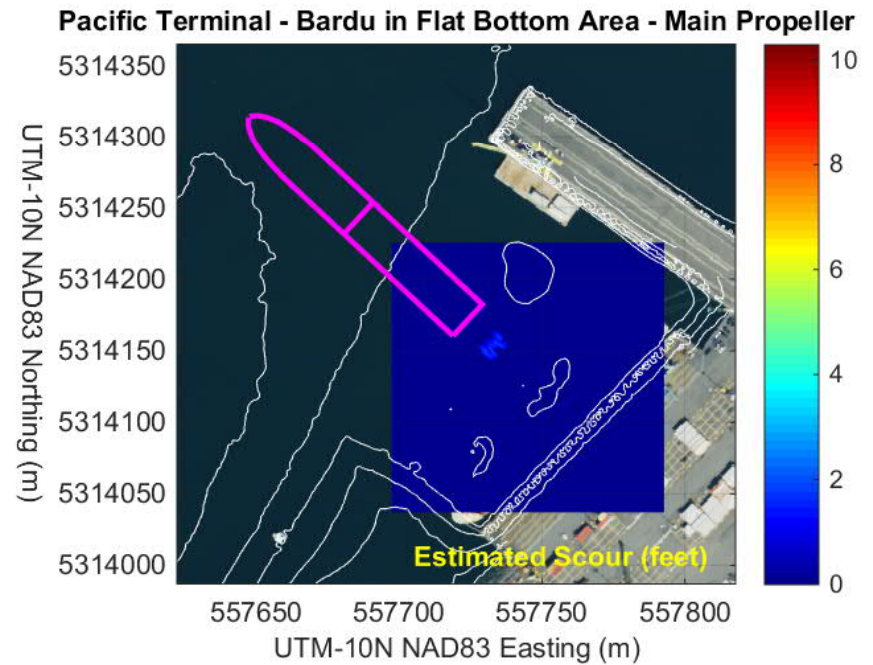 Pacific Terminal - Bardu in Flat Bottom Area - Main Propeller
UTM-10N NAD83 Northing (m)
5314350
5314300
5314250
5314200
5314150
5314100
5314050
5314000
Estimated Scour (feet)
557650 557700 557750 557800
UTM-10N NAD83 Easting (m)
10
8
6
4
2
0